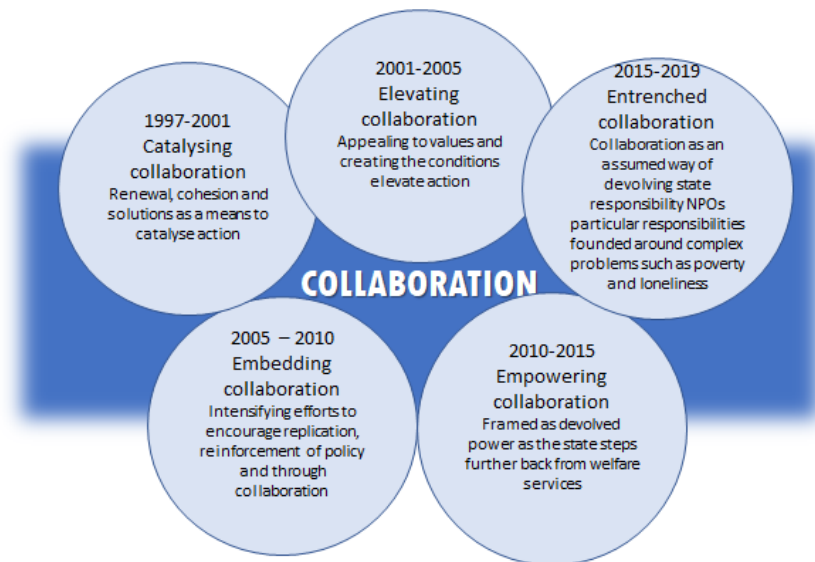 1997-2001
Catalysing
collaboration
Renewal, cohesion and
solutions as a means to
catalyse action
2001-2005
Elevating
collaboration
Appealing to values and
creating the conditions
elevate action
2015-2019
Entrenched
collaboration
Collaboration as an
assumed way of
devolving state
responsibility NPOs
particular responsibilities
founded around complex
problems such as poverty
and loneliness
COLLABORATION
2005 – 2010
Embedding
collaboration
Intensifying efforts to
encourage replication,
reinforcement of policy
and through
collaboration
2010-2015
Empowering
collaboration
Framed as devolved
power as the state steps
further back from welfare
services